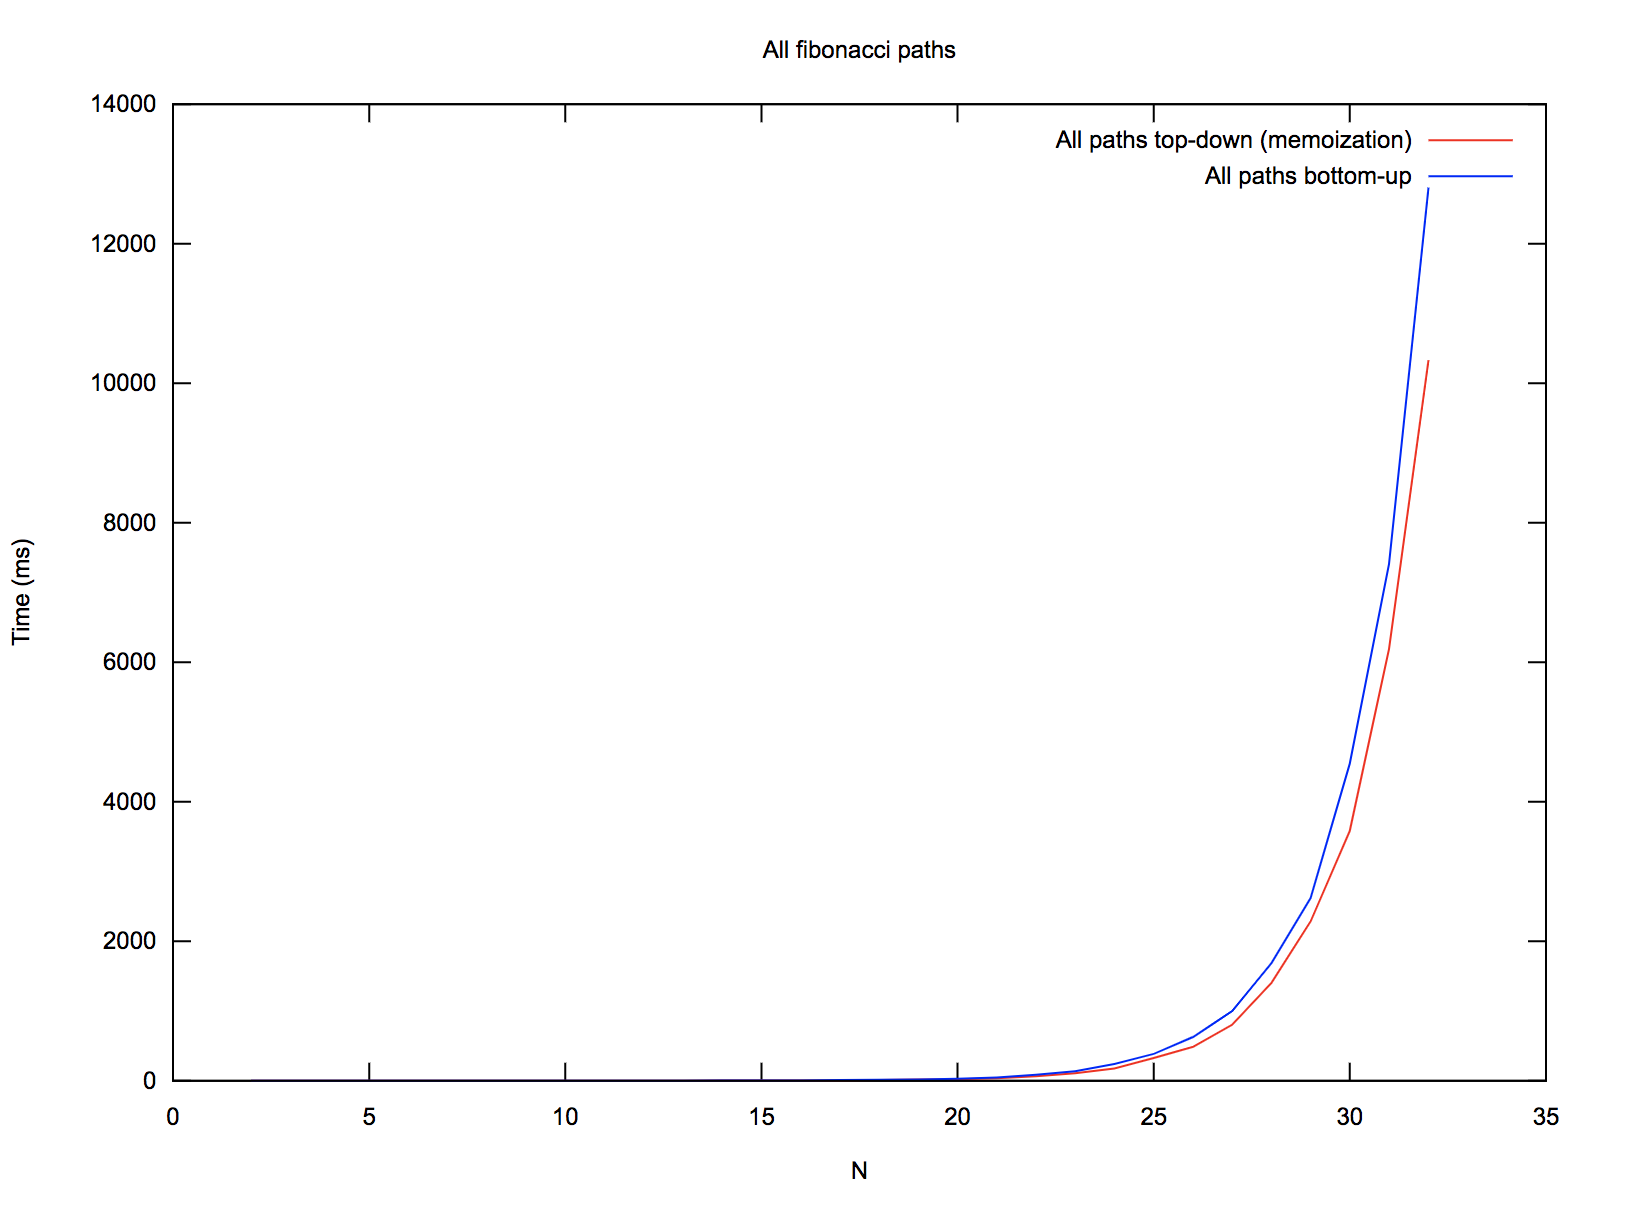 All fibonacci paths
14000
12000
10000
8000
6000
4000
2000
0
Time (ms)
All paths top-down (memoization)
All paths bottom-up
0 5 10 15 20 25 30 35
N